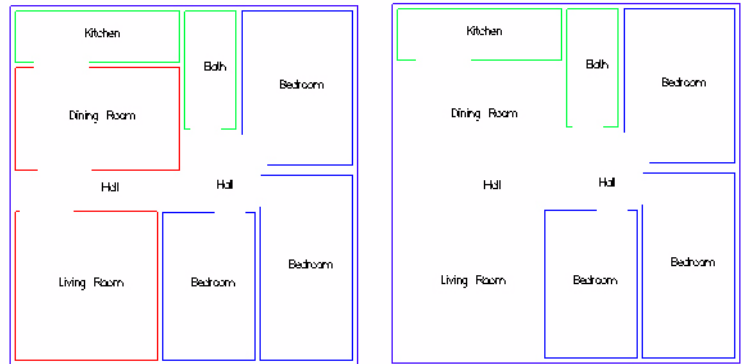 Kitchen
Bath
Bedroom
Dining Room
Hall
Hall
Living Room
Bedroom
Bedroom
Kitchen
Bath
Bedroom
Dining Room
Hall
Hall
Living Room
Bedroom
Bedroom